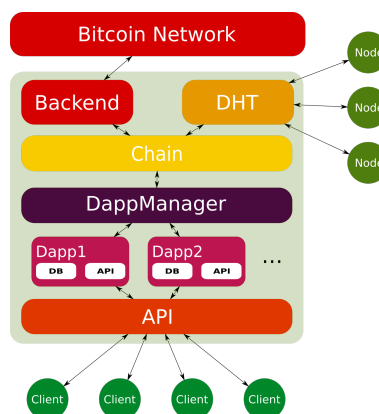 Bitcoin Network
Node
Backend
DHT
Node
Chain
Node
DappManager
Dapp1
Dapp2
DB
API
DB
API
...
API
Client
Client
Client
Client